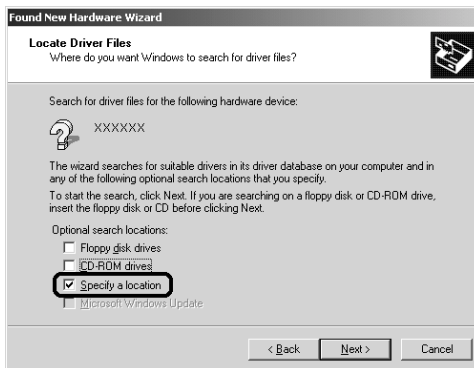 Found New Hardware Wizard
Locate Driver Files
Where do you want Windows to search for driver files?
Search for driver files for the following hardware device:
XXXXXX
The wizard searches for suitable drivers in its driver database on your computer and in
any of the following optional search locations that you specify.
To start the search, click Next. If you are searching on a floppy disk or CD-ROM drive,
insert the floppy disk or CD before clicking Next.
Optional search locations:
Floppy disk drives
CD-ROM drives
Specify a location
Microsoft Windows Update
< Back
Next >
Cancel